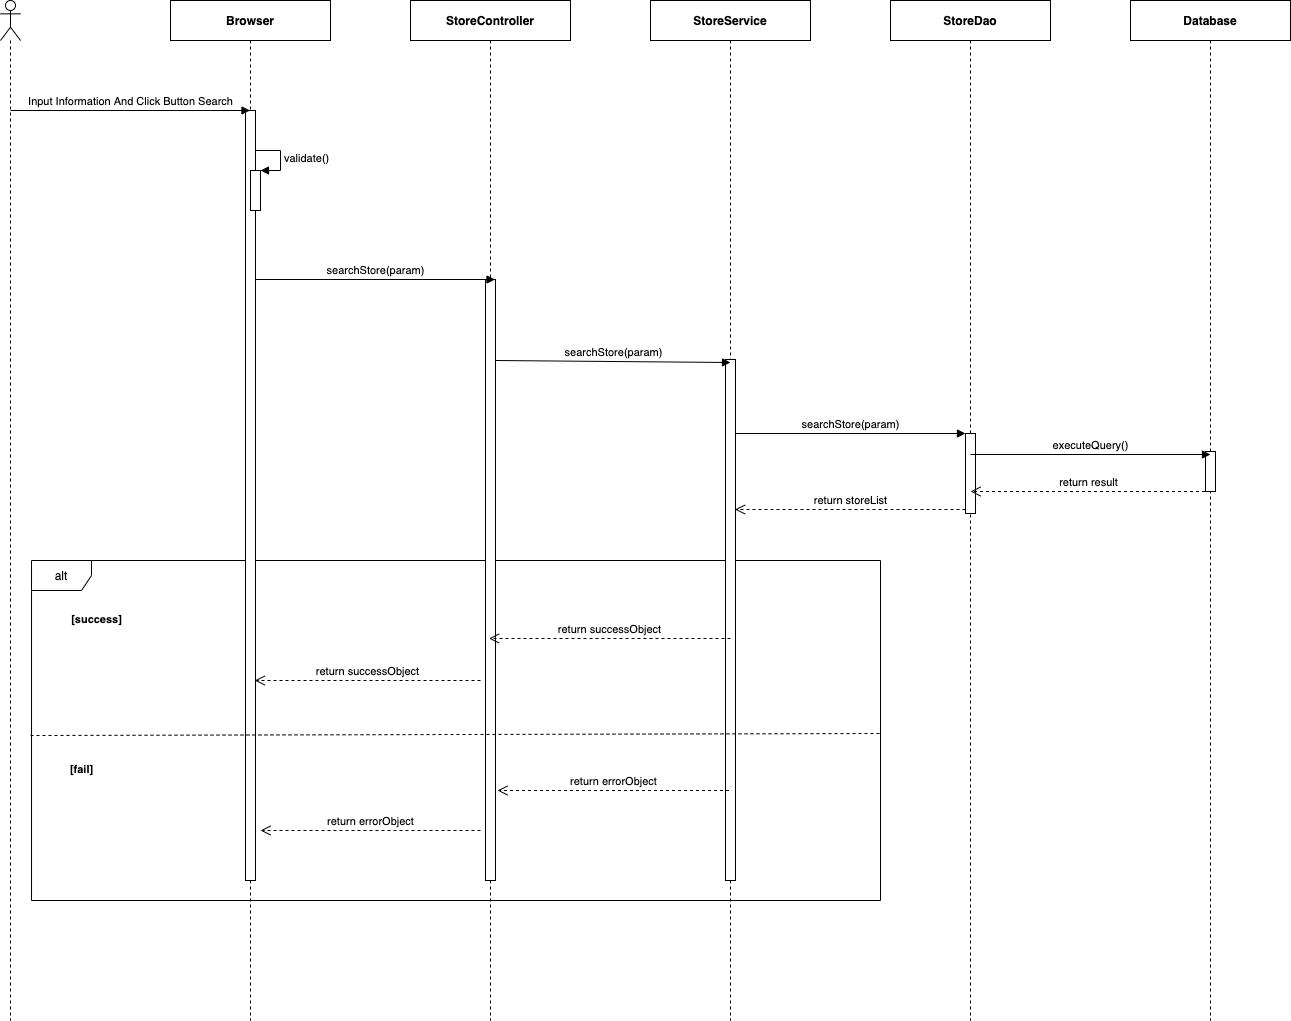 Browser
StoreController
StoreService
StoreDao
Database
Input Information And Click Button Search
validate()
searchStore(param)
searchStore(param)
searchStore(param)
executeQuery()
return result
return storeList
alt
[success]
return successObject
return successObject
[fail]
return errorObject
return errorObject